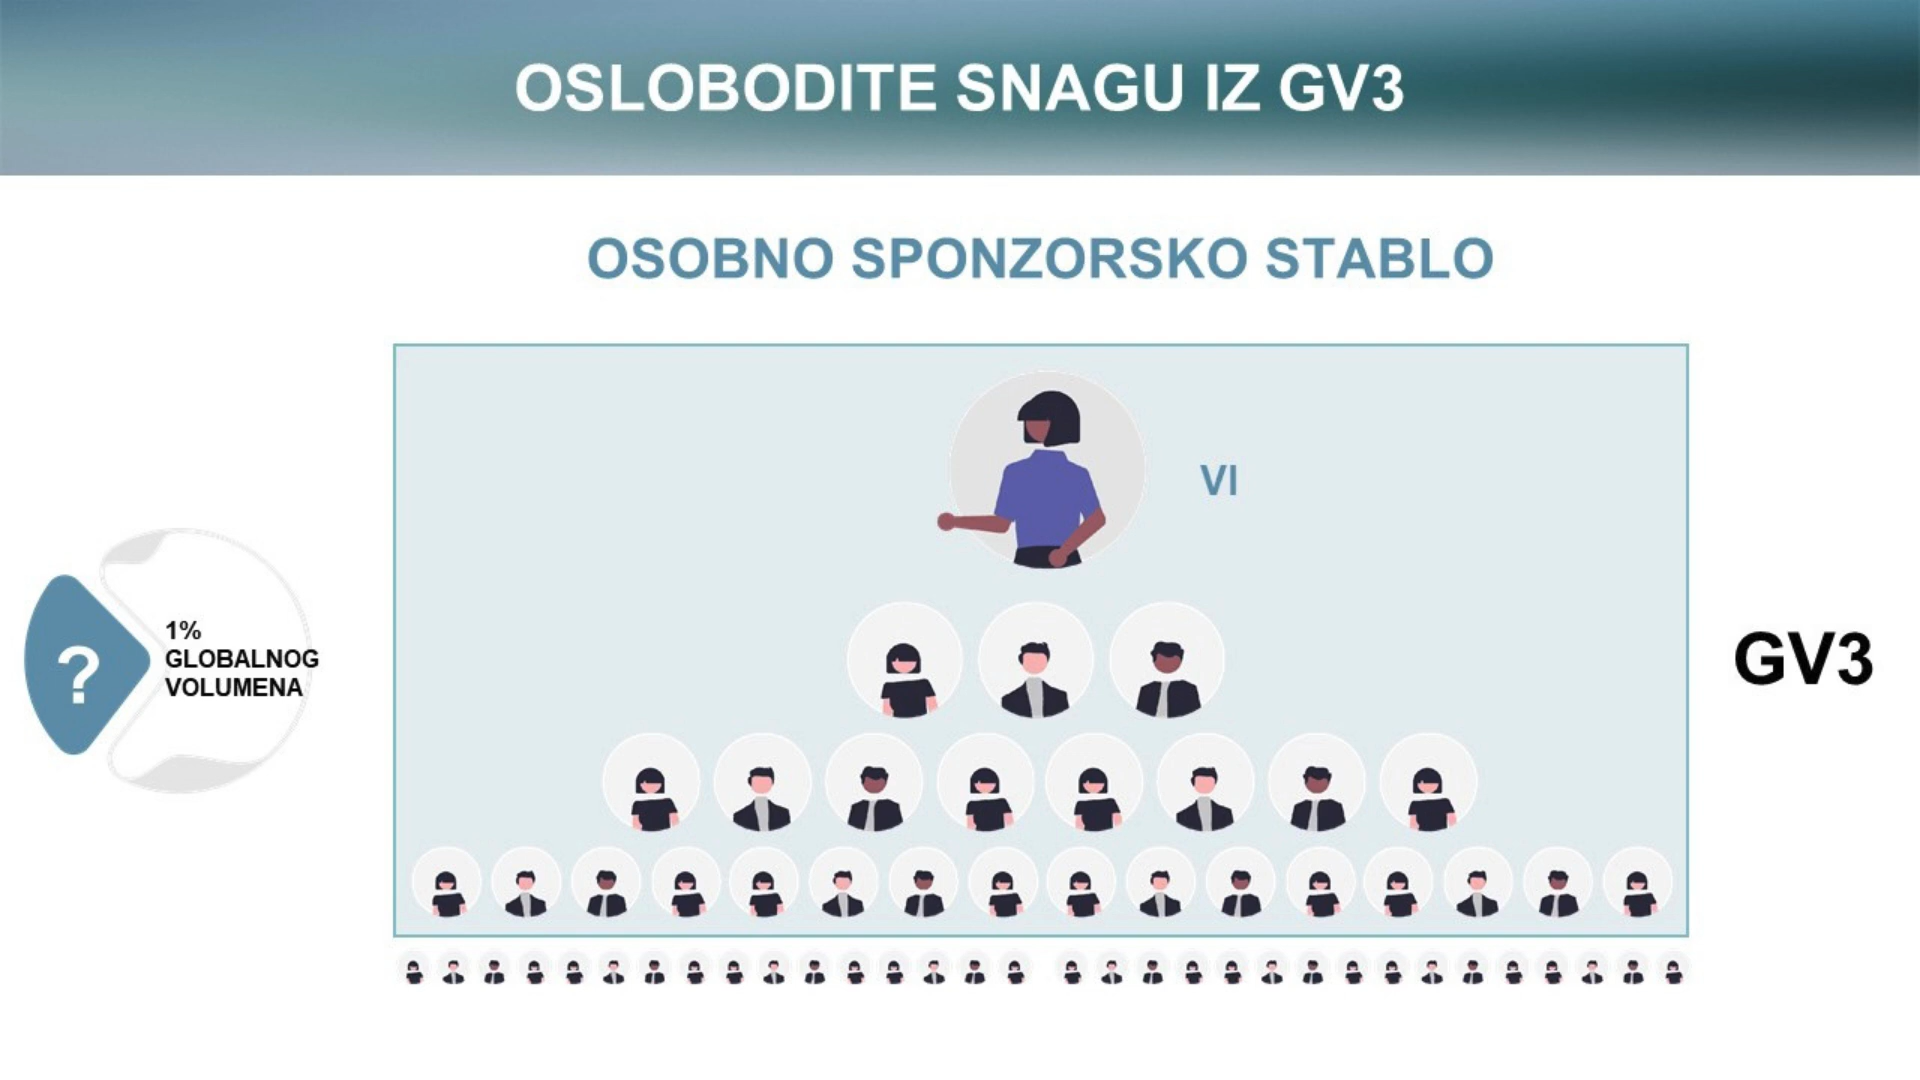 OSLOBODITE SNAGU IZ GV3
OSOBNO SPONZORSKO STABLO
VI
?
1%
GLOBALNOG
VOLUMENA
GV3